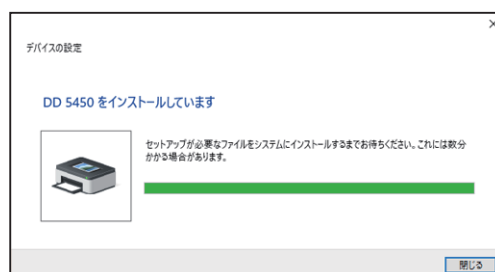 デバイスの設定
DD 5450 をインストールしています
セットアップが必要なファイルをシステムにインストールするまでお待ちください。これには数分
かかる場合があります。
閉じる